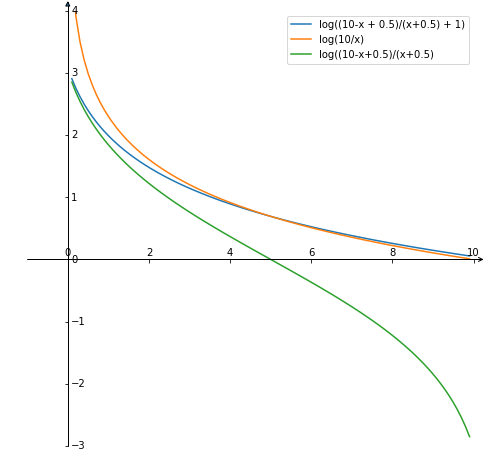 4
log((10-x + 0.5)/(x+0.5) + 1)
log(10/x)
log((10-x+0.5)/(x+0.5)
3
2
1
0 2 4 6 8 10
0
−1
−2
−3